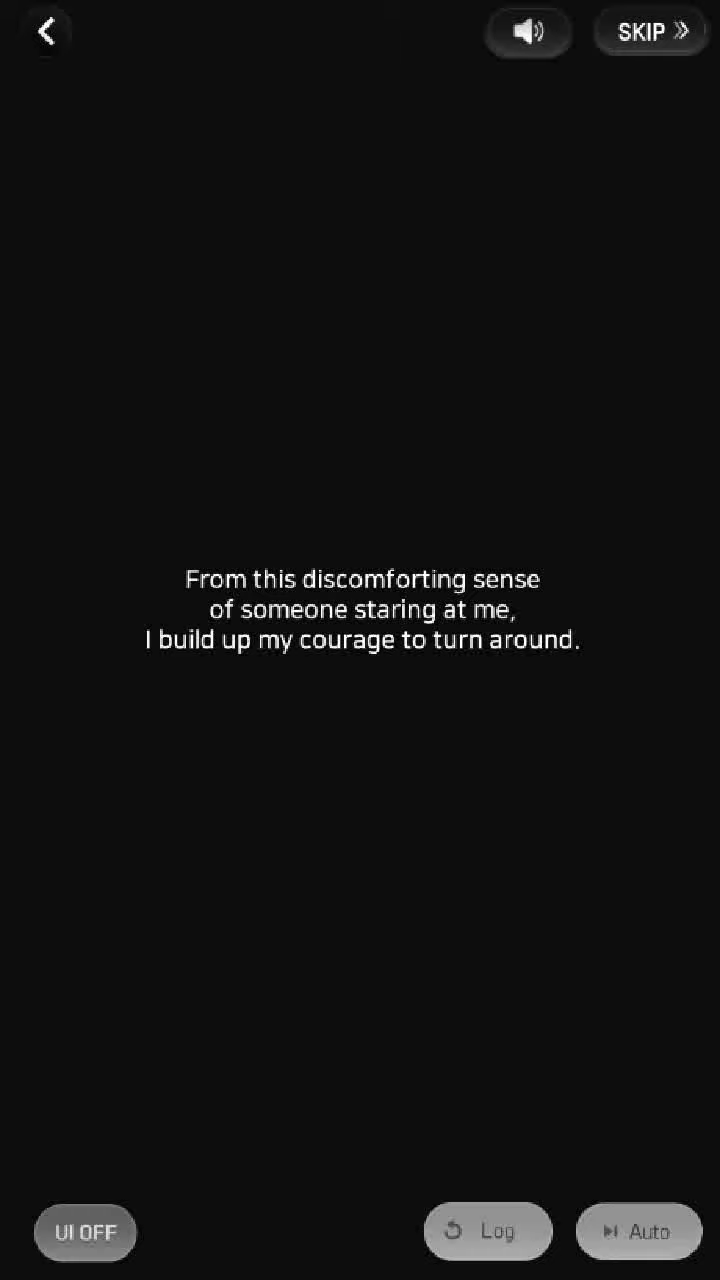 SKIP
From this discomforting sense
of someone staring at me,
I build up my courage to turn around.
UI OFF
Log
Auto